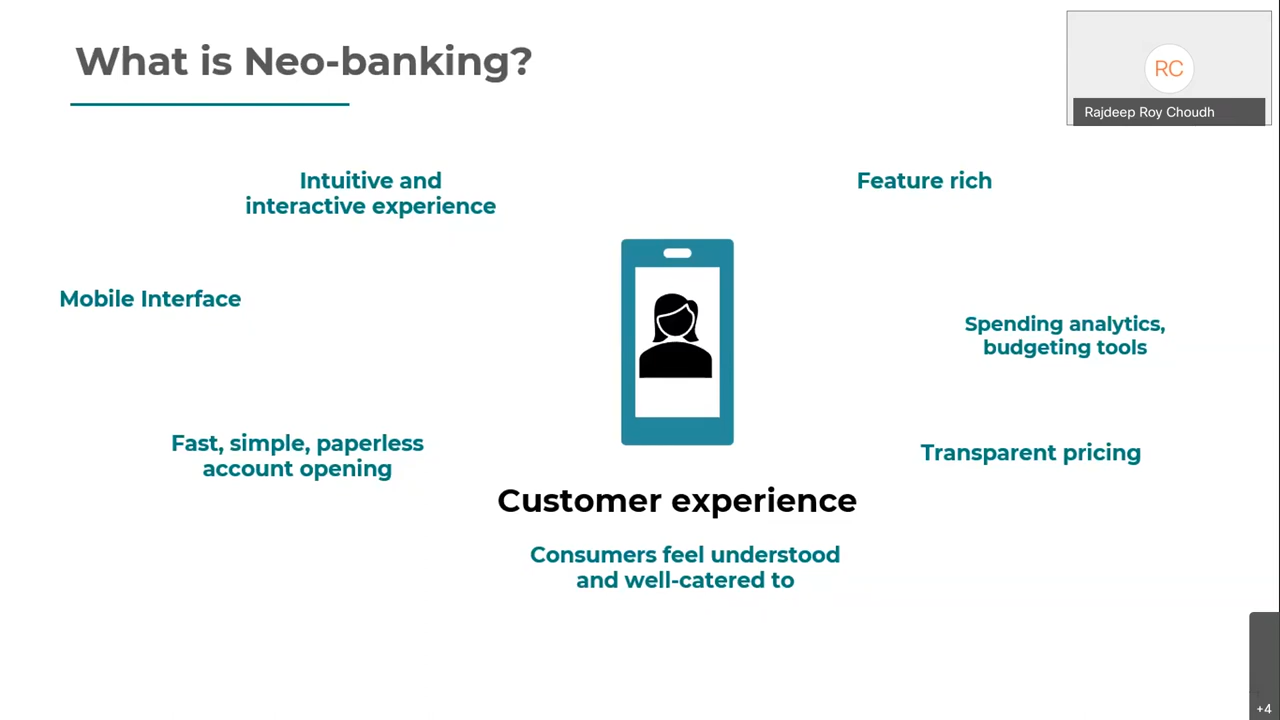 What is Neo-banking?
RC
Rajdeep Roy Choudh
Intuitive and
interactive experience
Feature rich
Mobile Interface
Spending analytics,
budgeting tools
Fast, simple, paperless
account opening
Transparent pricing
Customer experience
Consumers feel understood
and well-catered to
+4